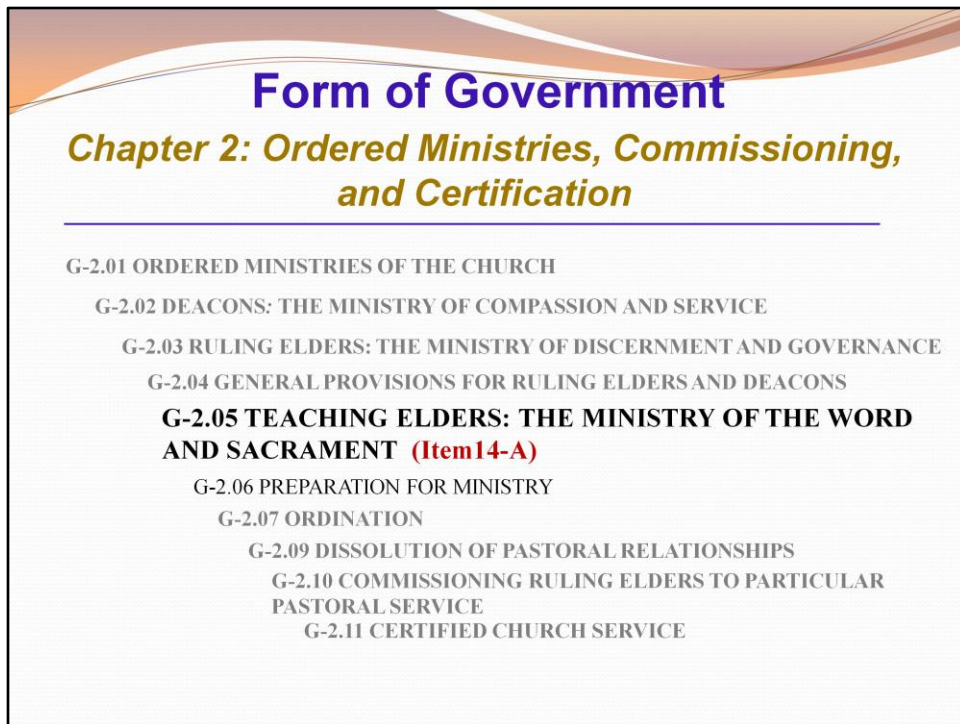 Form of Government
Chapter 2: Ordered Ministries, Commissioning,
and Certification
G-2.01 ORDERED MINISTRIES OF THE CHURCH
G-2.02 DEACONS: THE MINISTRY OF COMPASSION AND SERVICE
G-2.03 RULING ELDERS: THE MINISTRY OF DISCERNMENT AND GOVERNANCE
G-2.04 GENERAL PROVISIONS FOR RULING ELDERS AND DEACONS
G-2.05 TEACHING ELDERS: THE MINISTRY OF THE WORD
AND SACRAMENT (Item14-A)
G-2.06 PREPARATION FOR MINISTRY
G-2.07 ORDINATION
G-2.09 DISSOLUTION OF PASTORAL RELATIONSHIPS
G-2.10 COMMISSIONING RULING ELDERS TO PARTICULAR
PASTORAL SERVICE
G-2.11 CERTIFIED CHURCH SERVICE